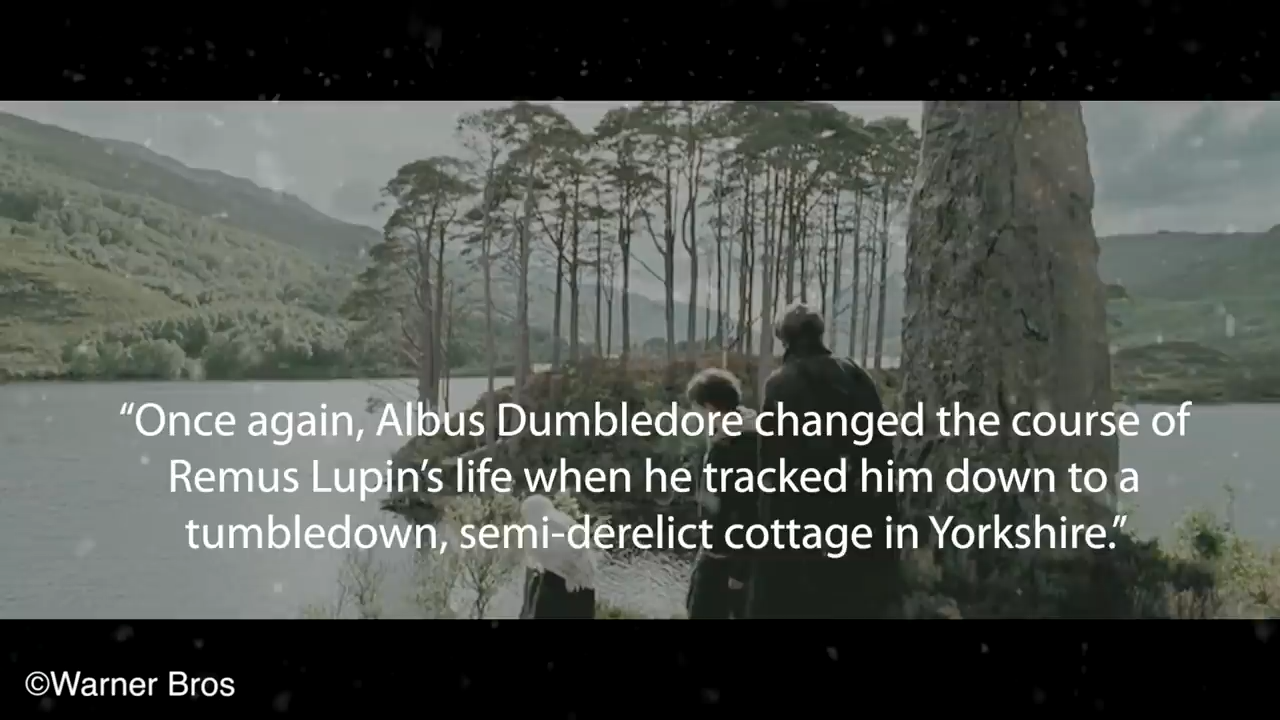 “Once again, Albus Dumbledore changed the course of
Remus Lupin’s life when he tracked him down to a
tumbledown, semi-derelict cottage in Yorkshire.”
©Warner Bros